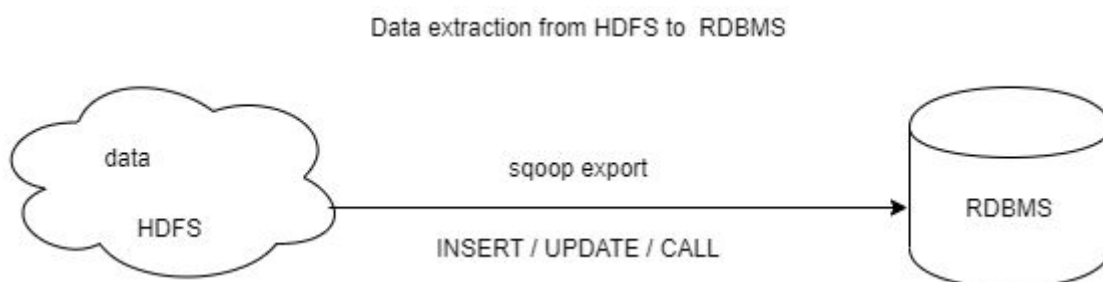 Data extraction from HDFS to RDBMS
data
sqoop export
HDFS
RDBMS
INSERT / UPDATE / CALL